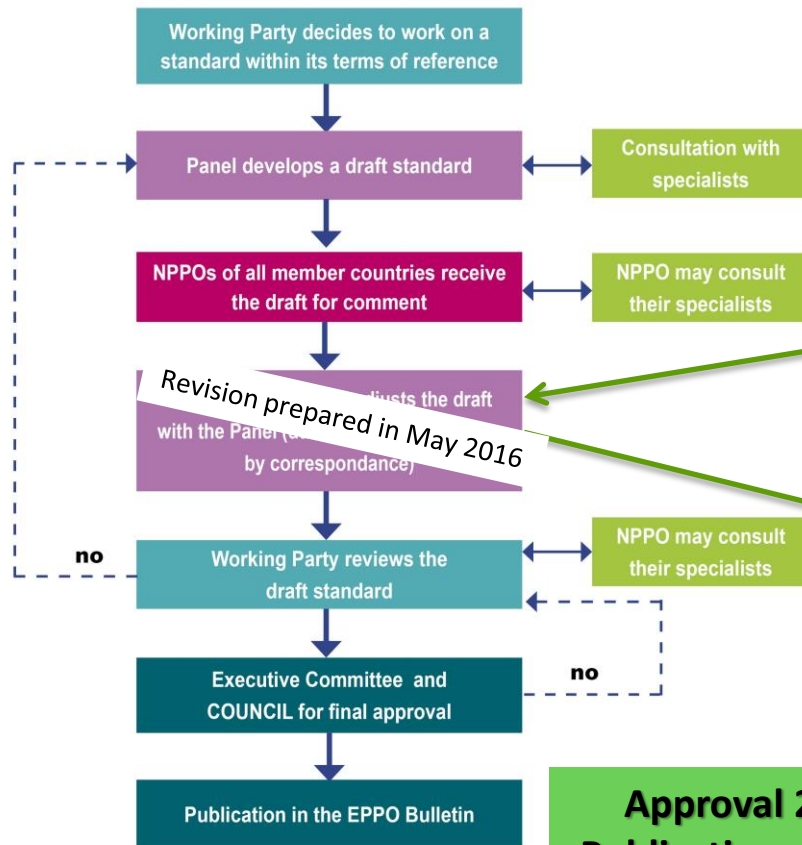 Working Party decides to work on a
standard within its terms of reference
Panel develops a draft standard
Consultation with
specialists
NPPOs of all member countries receive
the draft for comment
NPPO may consult
their specialists
Revision prepared in May 2016
the draft
with the Panel
by correspondance)
no
Working Party reviews the
draft standard
NPPO may consult
their specialists
Executive Committee and
COUNCIL for final approval
no
Publication in the EPPO Bulletin
Approval